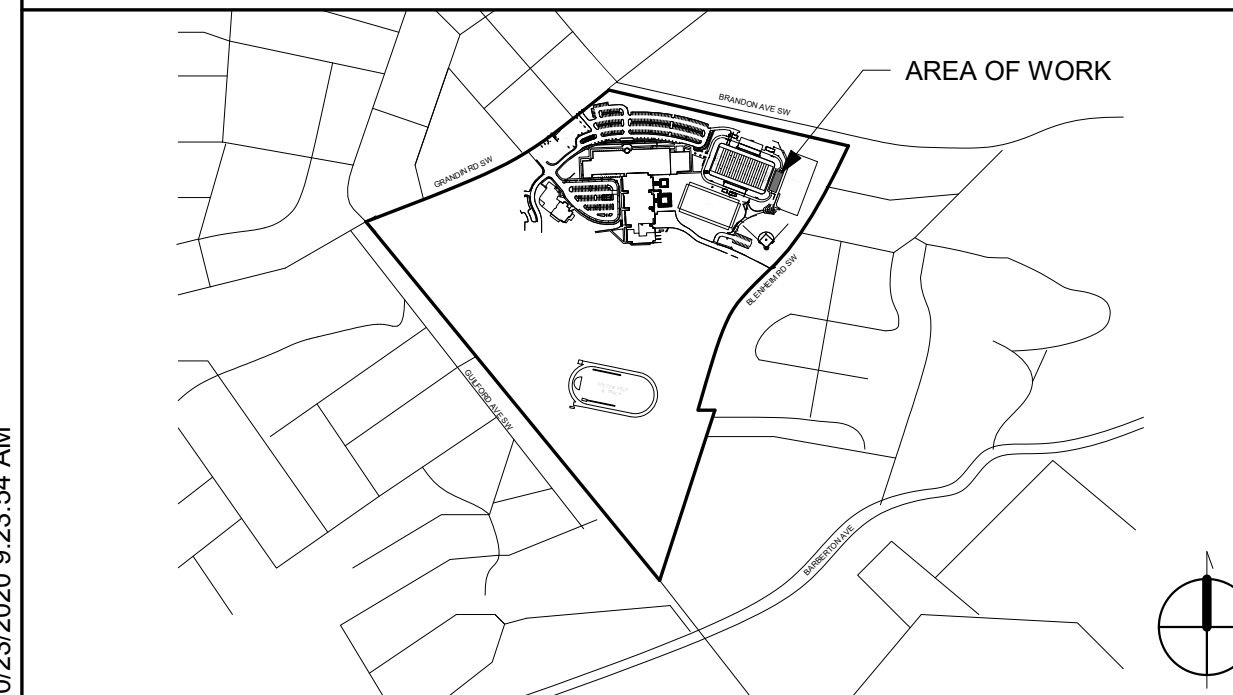 AREA OF WORK
BRANDON AVE SW
GRANDIN RD SW
BLENHEIM RD SW
GUILFORD AVE SW
BARBERTON AVE
N
0/23/2020 9:23:54 AM